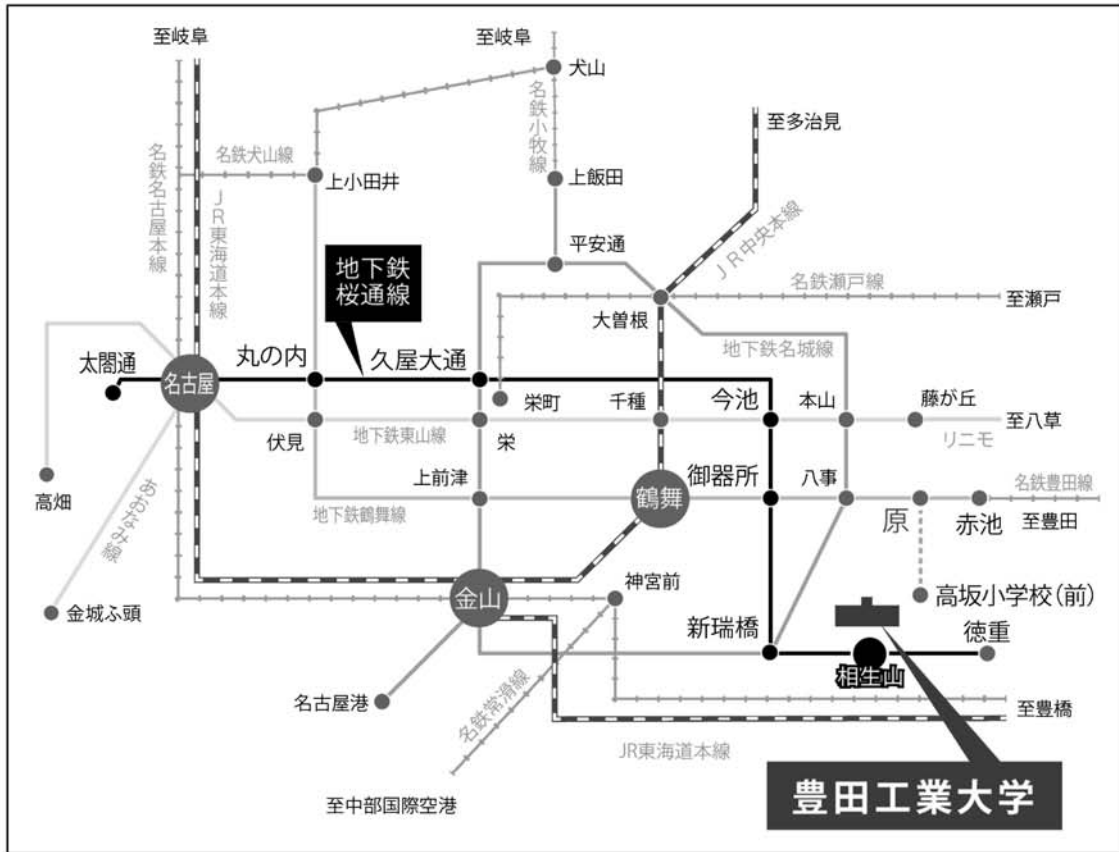 至岐阜
至岐阜
犬山
名鉄小牧線
至多治見
名鉄名古屋本線
名鉄犬山線
上小田井
上飯田
JR東海道本線
平安通
JR中央本線
地下鉄
桜通線
名鉄瀬戸線
至瀬戸
大曽根
地下鉄名城線
太閤通
名古屋
丸の内
久屋大通
栄町
千種
今池
本山
藤が丘
至八草
リニモ
伏見
地下鉄東山線
栄
高畑
あおなみ線
地下鉄鶴舞線
上前津
鶴舞
御器所
八事
原
赤池
名鉄豊田線
至豊田
金城ふ頭
金山
神宮前
高坂小学校(前)
新瑞橋
徳重
相生山
名古屋港
名鉄常滑線
至豊橋
JR東海道本線
至中部国際空港
豊田工業大学